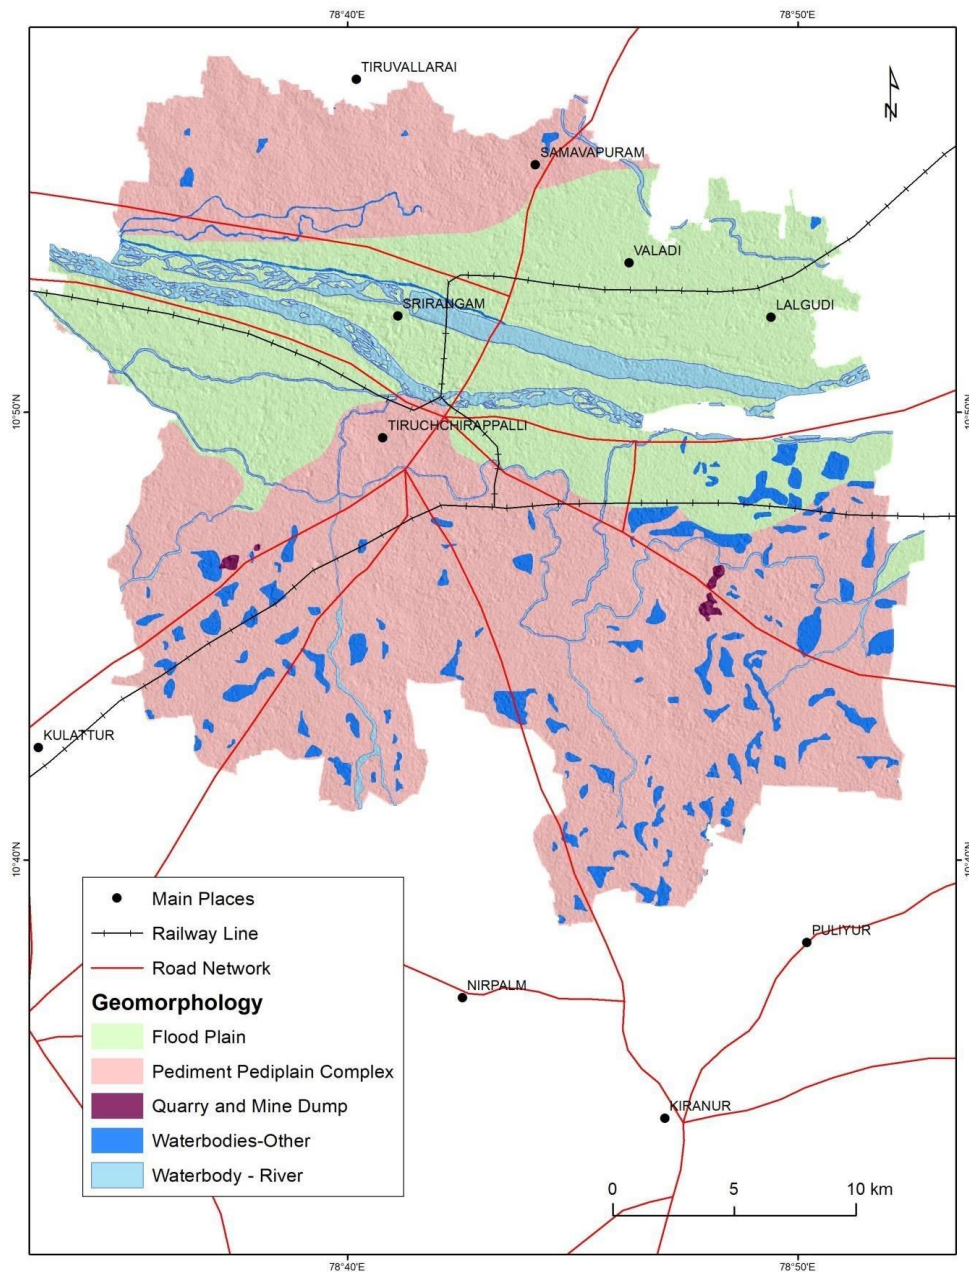 78°40'E
78°50'E
TIRUVALLARAI
N
SAMAVAPURAM
VALADI
SRIRANGAM
LALGUDI
10°50'N
10°50'N
TIRUCHCHIRAPPALLI
KULATTUR
10°40'N
10°40'N
Main Places
Railway Line
Road Network
Geomorphology
Flood Plain
Pediment Pediplain Complex
Quarry and Mine Dump
Waterbodies-Other
Waterbody - River
PULIYUR
NIRPALM
KIRANUR
0 5 10 km
78°40'E
78°50'E